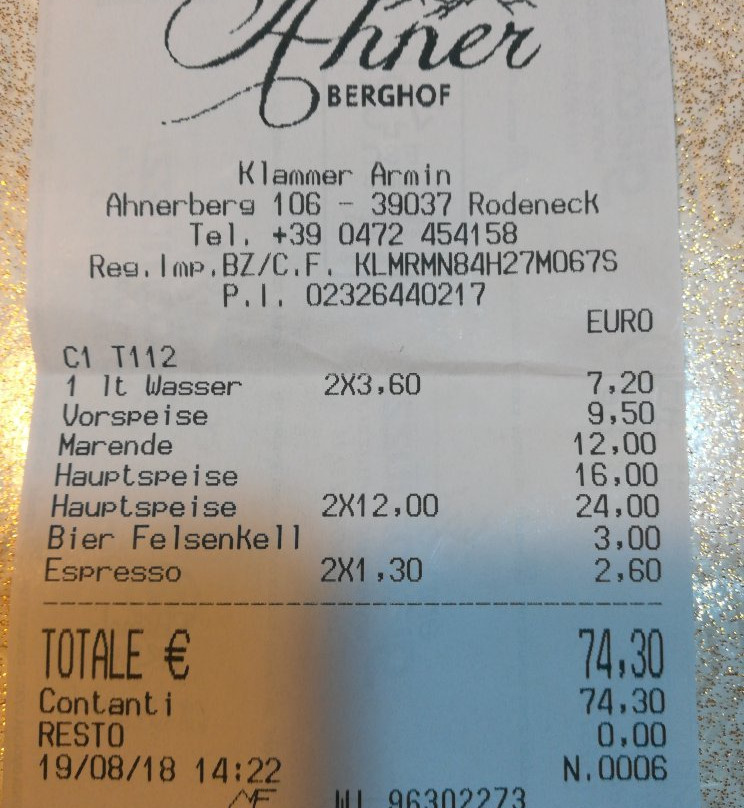 Ahner
BERGHOF
Klammer Armin
Ahnerberg 106 - 39037 Rodeneck
Tel. +39 0472 454158
Reg.Imp.BZ/C.F. KLMRMN84H27M067S
P.I. 02326440217
EURO
C1 T112
1 lt Wasser 2X3,60 7,20
Vorspeise 9,50
Marende 12,00
Hauptspeise 16,00
Hauptspeise 2X12,00 24,00
Bier Felsenkell 3,00
Espresso 2X1,30 2,60
TOTALE € 74,30
Contanti 74,30
RESTO 0,00
19/08/18 14:22 N.0006
MF 96302273